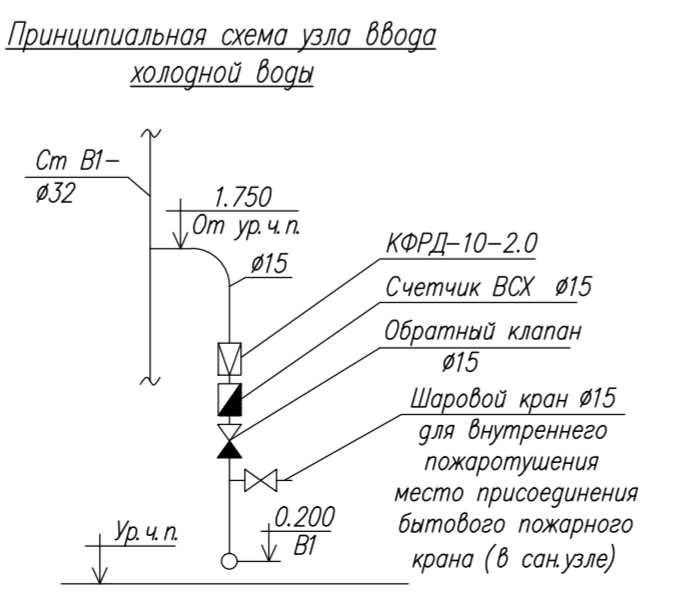 Принципиальная схема узла ввода
холодной воды
Ст В1-
ø32
1.750
От ур.ч.п.
ø15
КФРД-10-2.0
Счетчик ВСХ ø15
Обратный клапан
ø15
Шаровой кран ø15
для внутреннего
пожаротушения
место присоединения
бытового пожарного
крана (в сан.узле)
0.200
В1
Ур.ч.п.